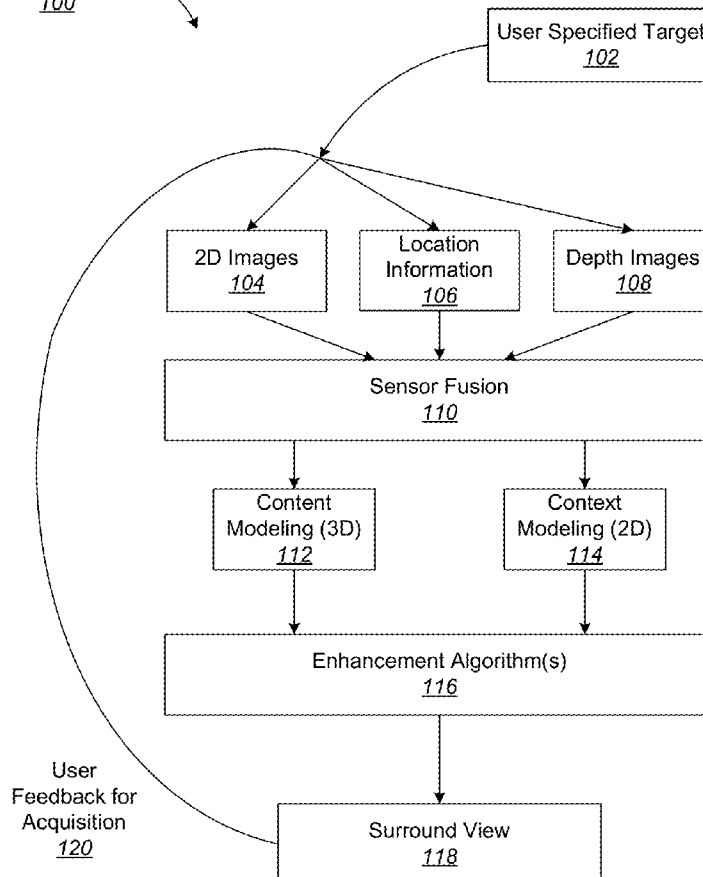 100
User Specified Target
102
2D Images
104
Location
Information
106
Depth Images
108
Sensor Fusion
110
Content
Modeling (3D)
112
Context
Modeling (2D)
114
Enhancement Algorithm(s)
116
User
Feedback for
Acquisition
120
Surround View
118